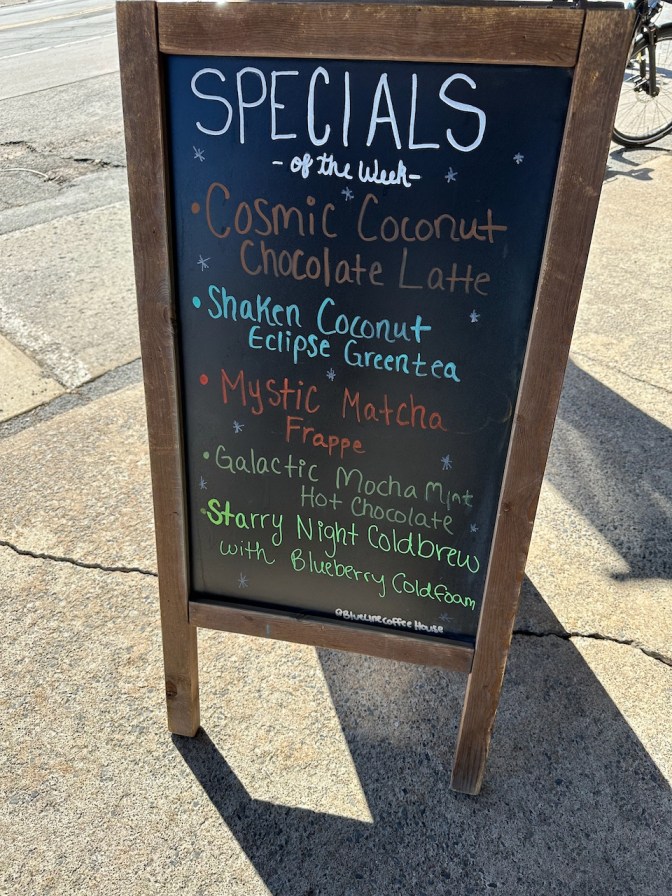 SPECIALS
- of the Week -
• Cosmic Coconut
Chocolate Latte
• Shaken Coconut
Eclipse Greentea
• Mystic Matcha
Frappe
• Galactic Mocha Mint
Hot Chocolate
• Starry Night Coldbrew
with Blueberry Coldfoam
@BlueLineCoffeeHouse